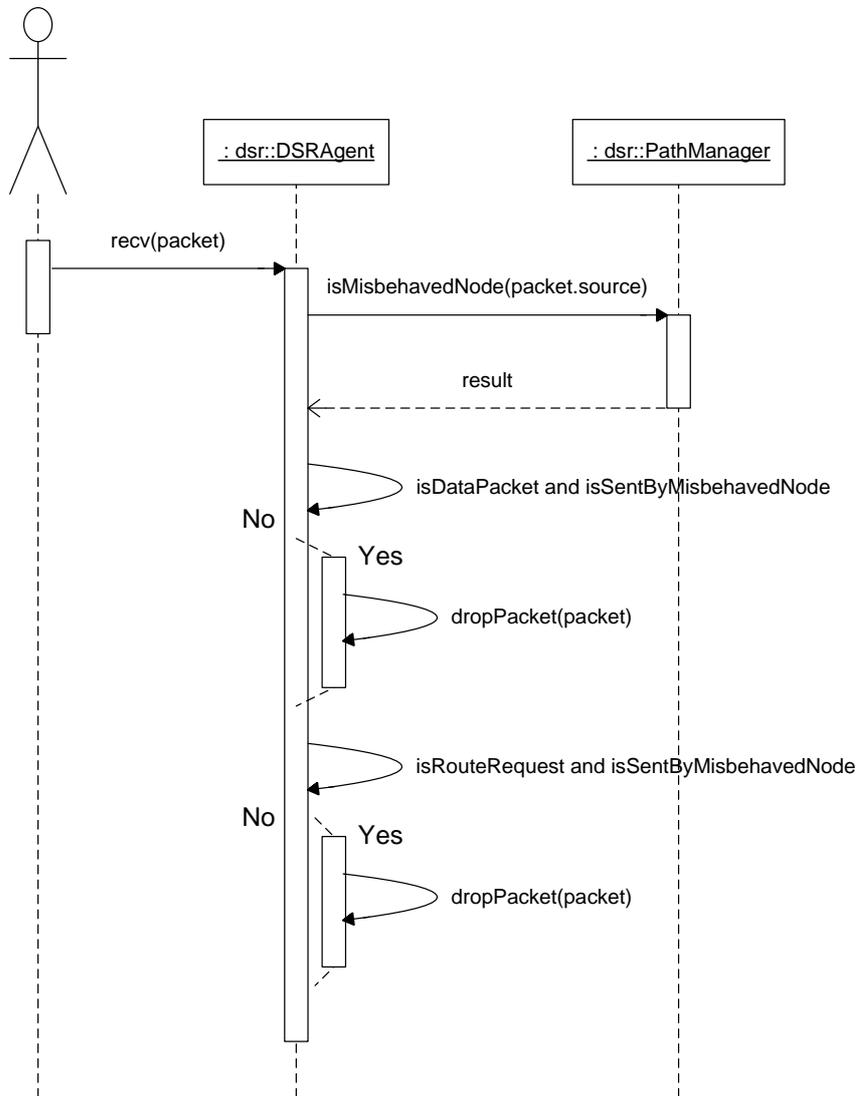 : dsr::DSRAgent
: dsr::PathManager
recv(packet)
isMisbehavedNode(packet.source)
result
isDataPacket and isSentByMisbehavedNode
No
Yes
dropPacket(packet)
isRouteRequest and isSentByMisbehavedNode
No
Yes
dropPacket(packet)